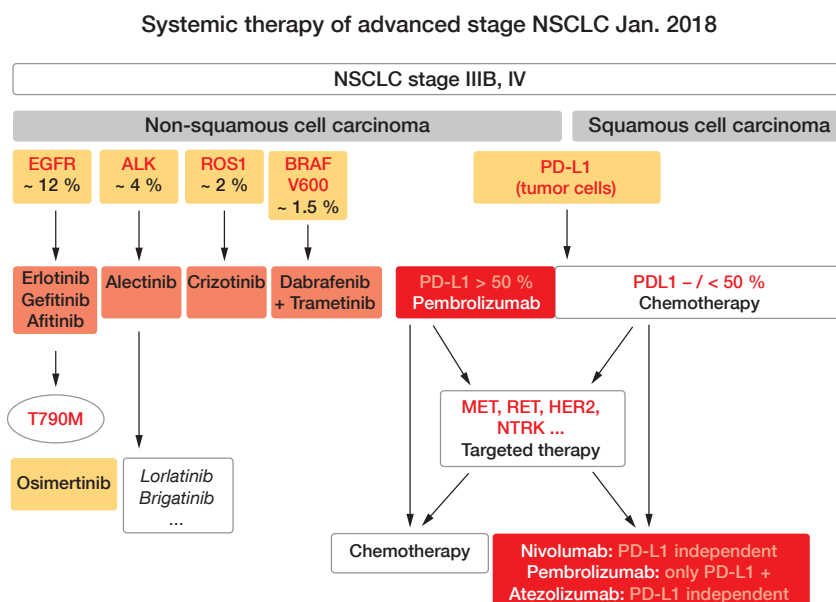 Systemic therapy of advanced stage NSCLC Jan. 2018
NSCLC stage IIIB, IV
Non-squamous cell carcinoma
Squamous cell carcinoma
EGFR
~ 12 %
ALK
~ 4 %
ROS1
~ 2 %
BRAF
V600
~ 1.5 %
PD-L1
(tumor cells)
Erlotinib
Gefitinib
Afitinib
Alectinib
Crizotinib
Dabrafenib
+ Trametinib
PD-L1 > 50 %
Pembrolizumab
PDL1 – / < 50 %
Chemotherapy
T790M
MET, RET, HER2,
NTRK ...
Targeted therapy
Osimertinib
Lorlatinib
Brigatinib
...
Chemotherapy
Nivolumab: PD-L1 independent
Pembrolizumab: only PD-L1 +
Atezolizumab: PD-L1 independent